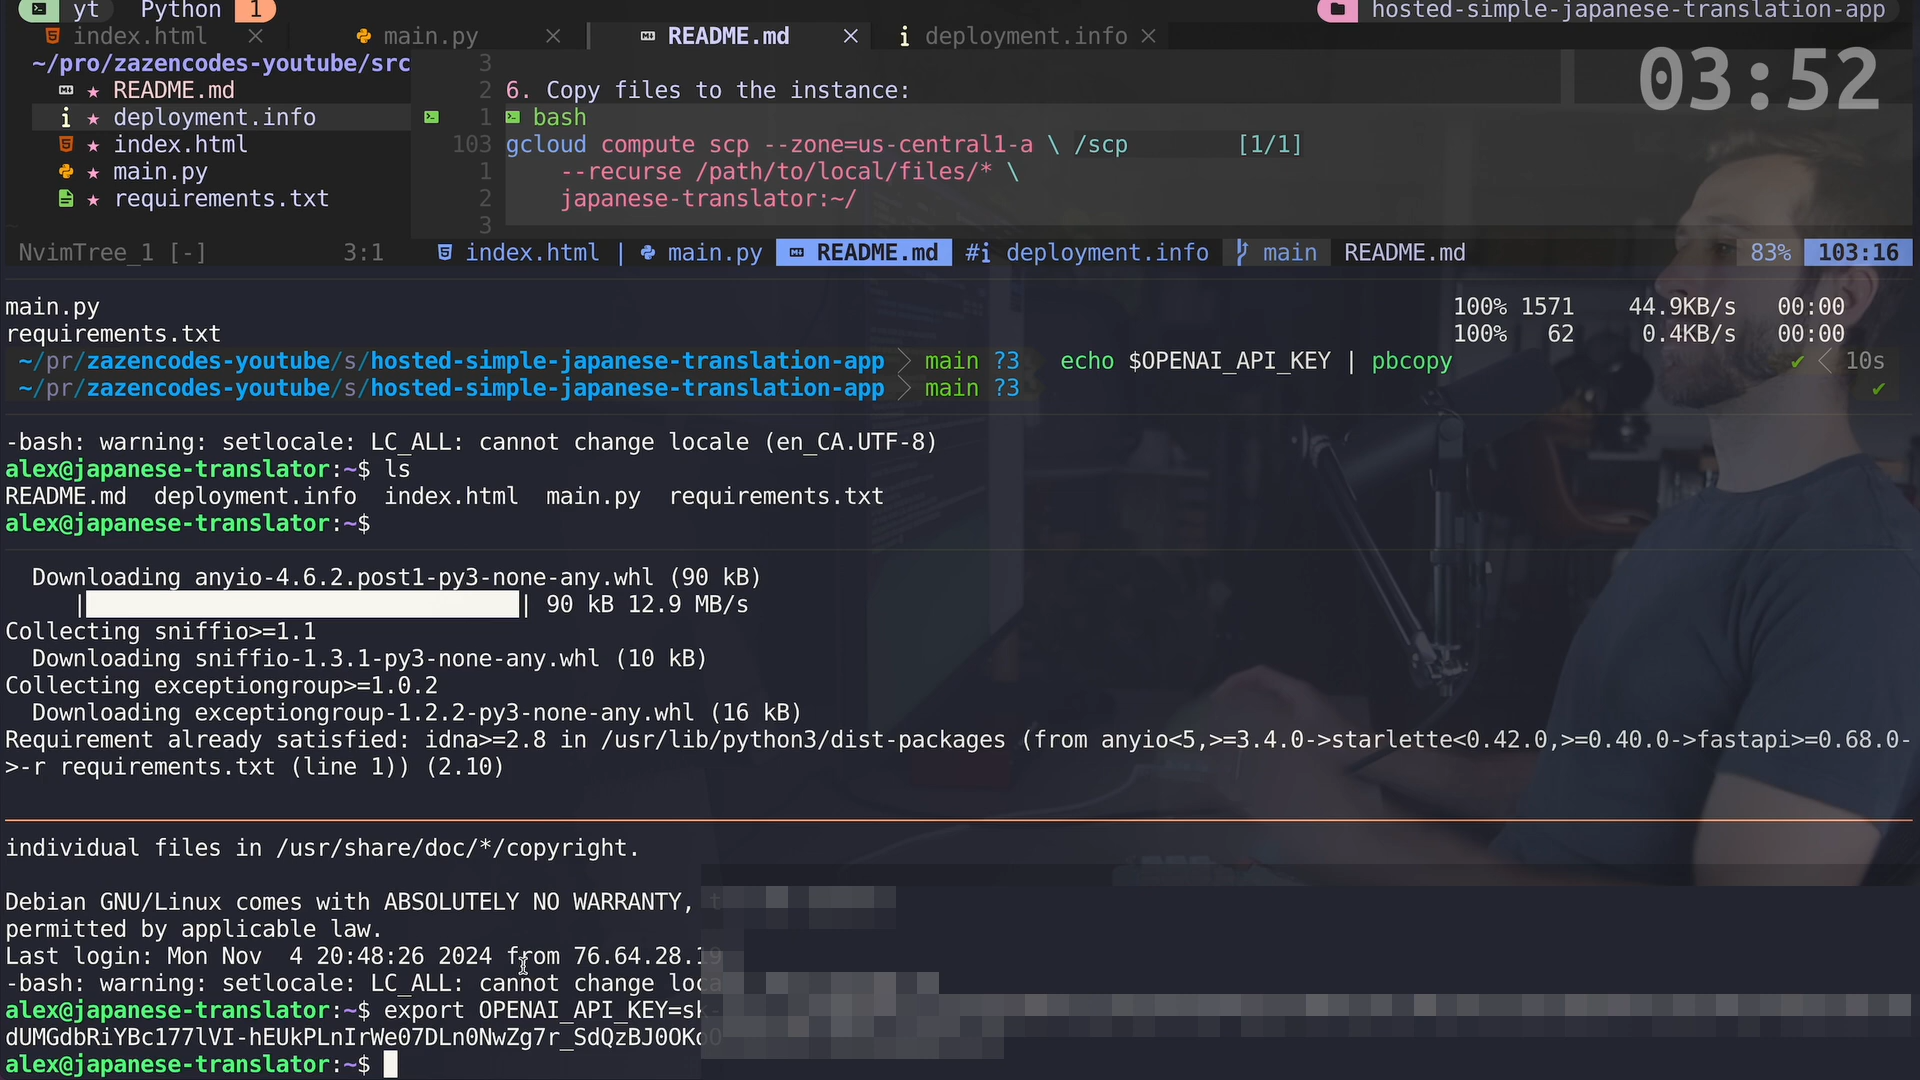 yt Python 1 hosted-simple-japanese-translation-app
index.html × main.py × README.md × deployment.info ×
03:52
~/pro/zazencodes-youtube/src
README.md
deployment.info
index.html
main.py
requirements.txt
3
2 6. Copy files to the instance:
1 bash
103 gcloud compute scp --zone=us-central1-a \ /scp [1/1]
1 --recurse /path/to/local/files/* \
2 japanese-translator:~/
3
NvimTree_1 [-] 3:1 index.html | main.py README.md #i deployment.info main README.md 83% 103:16
main.py 100% 1571 44.9KB/s 00:00
requirements.txt 100% 62 0.4KB/s 00:00
~/pr/zazencodes-youtube/s/hosted-simple-japanese-translation-app main ?3 echo $OPENAI_API_KEY | pbcopy ✔ 10s
~/pr/zazencodes-youtube/s/hosted-simple-japanese-translation-app main ?3 ✔
-bash: warning: setlocale: LC_ALL: cannot change locale (en_CA.UTF-8)
alex@japanese-translator:~$ ls
README.md deployment.info index.html main.py requirements.txt
alex@japanese-translator:~$
Downloading anyio-4.6.2.post1-py3-none-any.whl (90 kB)
| | 90 kB 12.9 MB/s
Collecting sniffio>=1.1
Downloading sniffio-1.3.1-py3-none-any.whl (10 kB)
Collecting exceptiongroup>=1.0.2
Downloading exceptiongroup-1.2.2-py3-none-any.whl (16 kB)
Requirement already satisfied: idna>=2.8 in /usr/lib/python3/dist-packages (from anyio<5,>=3.4.0->starlette<0.42.0,>=0.40.0->fastapi>=0.68.0-
>-r requirements.txt (line 1)) (2.10)
individual files in /usr/share/doc/*/copyright.
Debian GNU/Linux comes with ABSOLUTELY NO WARRANTY,
permitted by applicable law.
Last login: Mon Nov  4 20:48:26 2024 from
-bash: warning: setlocale: LC_ALL: cannot change
alex@japanese-translator:~$ export OPENAI_API_KEY=
alex@japanese-translator:~$